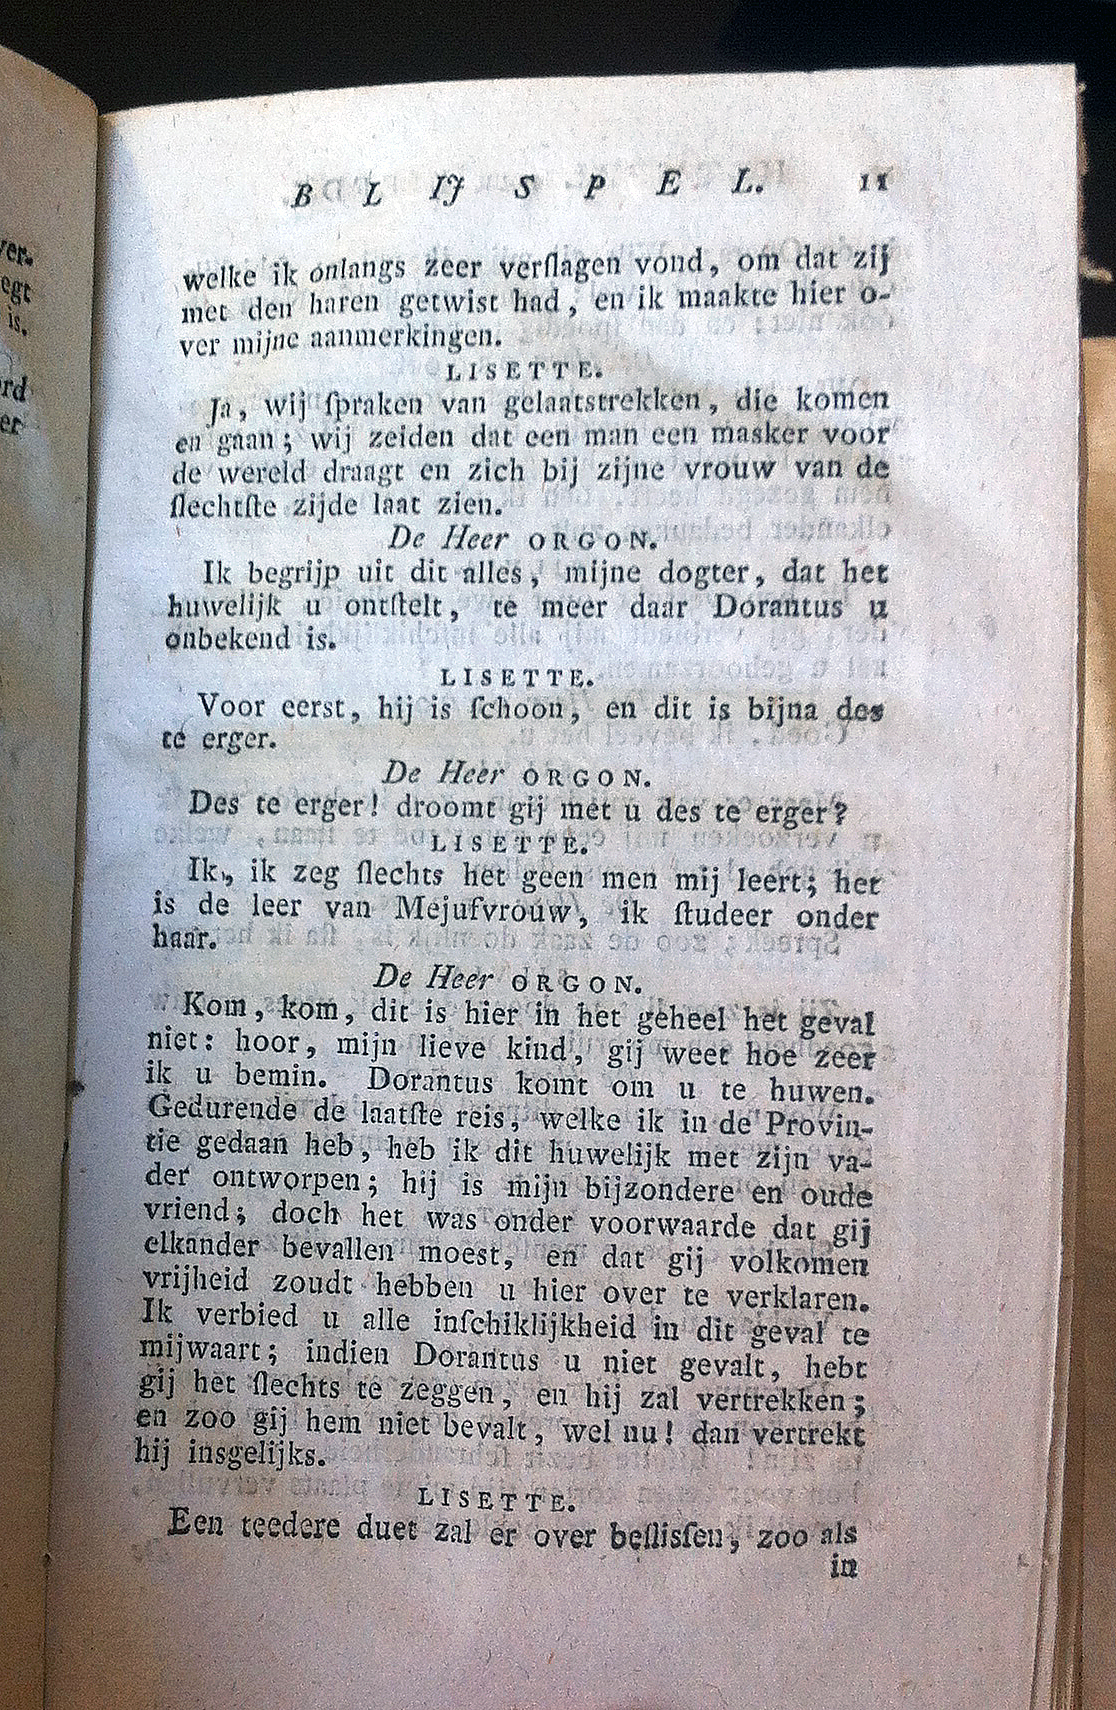 B L IJ S P E L. 11
welke ik onlangs zeer verſlagen vond, om dat zij
met den haren getwist had, en ik maakte hier o-
ver mijne aanmerkingen.
LISETTE.
Ja, wij ſpraken van gelaatstrekken, die komen
en gaan; wij zeiden dat een man een masker voor
de wereld draagt en zich bij zijne vrouw van de
ſlechtſte zijde laat zien.
De Heer ORGON.
Ik begrijp uit dit alles, mijne dogter, dat het
huwelijk u ontſtelt, te meer daar Dorantus u
onbekend is.
LISETTE.
Voor eerst, hij is ſchoon, en dit is bijna des
te erger.
De Heer ORGON.
Des te erger! droomt gij met u des te erger?
LISETTE.
Ik, ik zeg ſlechts het geen men mij leert; het
is de leer van Mejufvrouw, ik ſtudeer onder
haar.
De Heer ORGON.
Kom, kom, dit is hier in het geheel het geval
niet: hoor, mijn lieve kind, gij weet hoe zeer
ik u bemin. Dorantus komt om u te huwen.
Gedurende de laatſte reis, welke ik in de Provin-
tie gedaan heb, heb ik dit huwelijk met zijn va-
der ontworpen; hij is mijn bijzondere en oude
vriend; doch het was onder voorwaarde dat gij
elkander bevallen moest, en dat gij volkomen
vrijheid zoudt hebben u hier over te verklaren.
Ik verbied u alle inſchiklijkheid in dit geval te
mijwaart; indien Dorantus u niet gevalt, hebt
gij het ſlechts te zeggen, en hij zal vertrekken;
en zoo gij hem niet bevalt, wel nu! dan vertrekt
hij insgelijks.
LISETTE.
Een teedere duet zal er over beſlisſen, zoo als
in